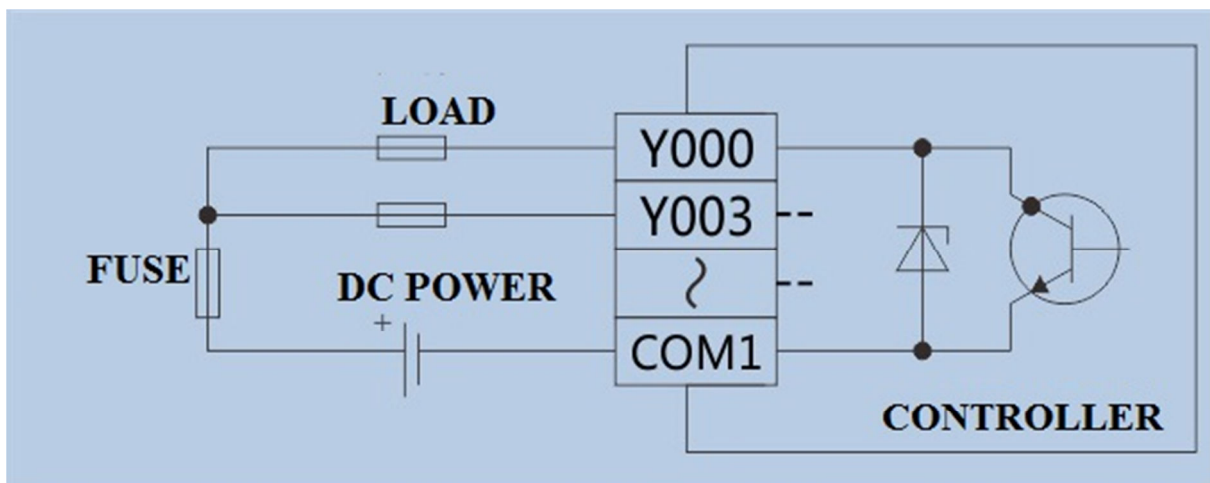 LOAD
Y000
Y003
--
FUSE
DC POWER
~
--
+
COM1
CONTROLLER